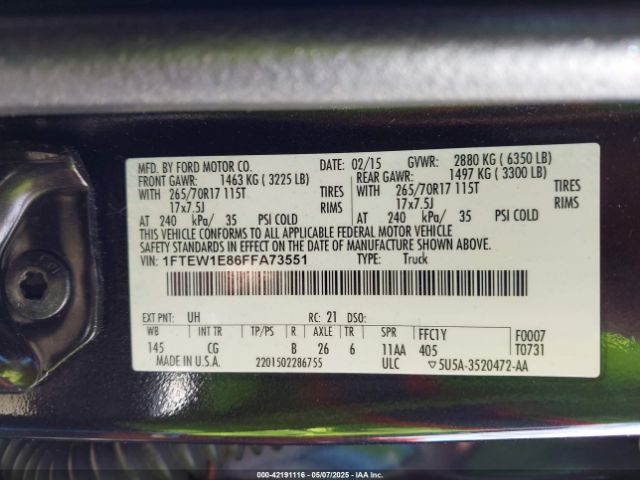 MFD. BY FORD MOTOR CO. DATE: 02/15 GVWR: 2880 KG ( 6350 LB)
FRONT GAWR: 1463 KG ( 3225 LB) REAR GAWR: 1497 KG ( 3300 LB)
WITH 265/70R17 115T TIRES WITH 265/70R17 115T TIRES
17x7.5J RIMS 17x7.5J RIMS
AT 240 kPa/ 35 PSI COLD AT 240 kPa/ 35 PSI COLD
THIS VEHICLE CONFORMS TO ALL APPLICABLE FEDERAL MOTOR VEHICLE
SAFETY STANDARDS IN EFFECT ON THE DATE OF MANUFACTURE SHOWN ABOVE.
VIN: 1FTEW1E86FFA73551 TYPE: Truck
EXT PNT: UH RC: 21 DSO:
WB INT TR TP/PS R AXLE TR SPR FFC1Y F0007
145 CG B 26 6 11AA 405 T0731
MADE IN U.S.A. 2201502286755 ULC ▽5U5A-3520472-AA
000-42191116 - 05/07/2025 - IAA Inc.